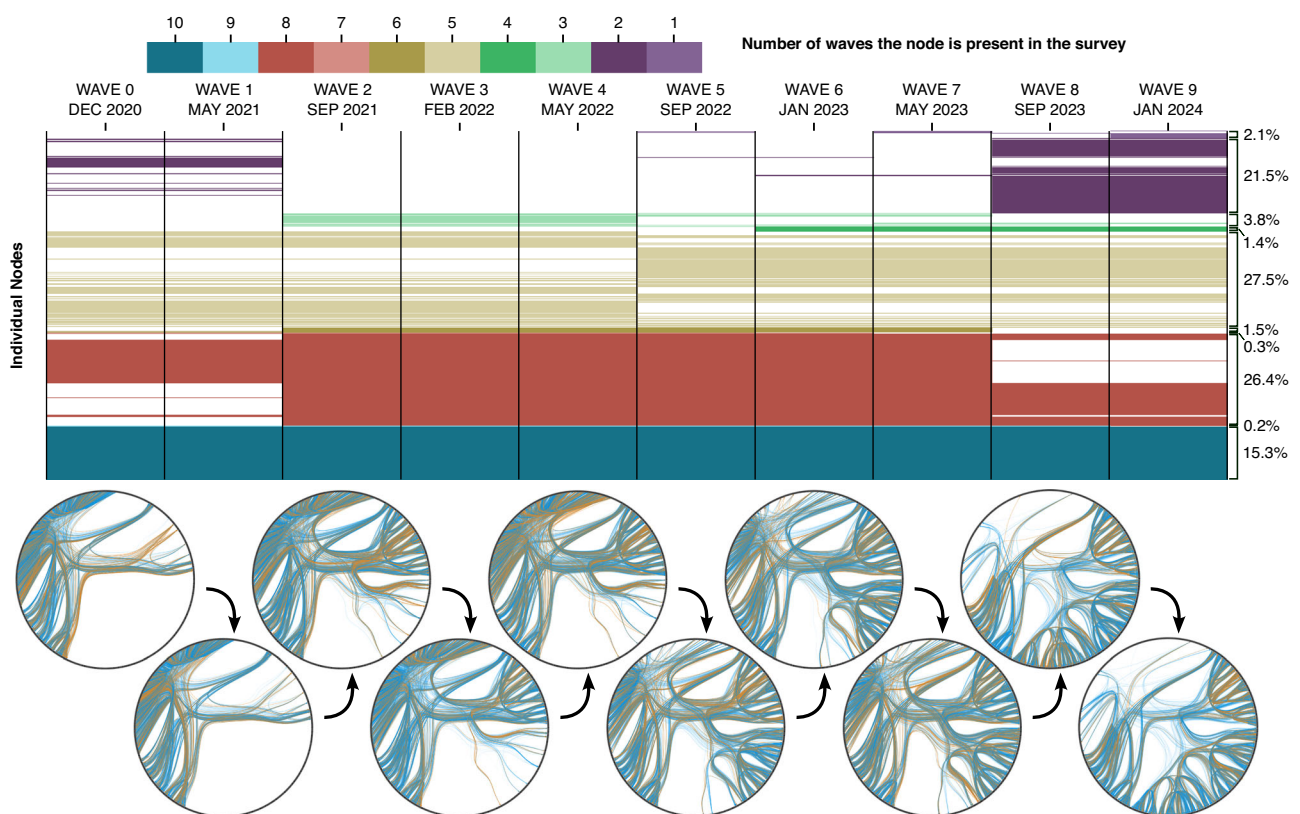 10 9 8 7 6 5 4 3 2 1
Number of waves the node is present in the survey
WAVE 0 WAVE 1 WAVE 2 WAVE 3 WAVE 4 WAVE 5 WAVE 6 WAVE 7 WAVE 8 WAVE 9
DEC 2020 MAY 2021 SEP 2021 FEB 2022 MAY 2022 SEP 2022 JAN 2023 MAY 2023 SEP 2023 JAN 2024
Individual Nodes
2.1%
21.5%
3.8%
1.4%
27.5%
1.5%
0.3%
26.4%
0.2%
15.3%